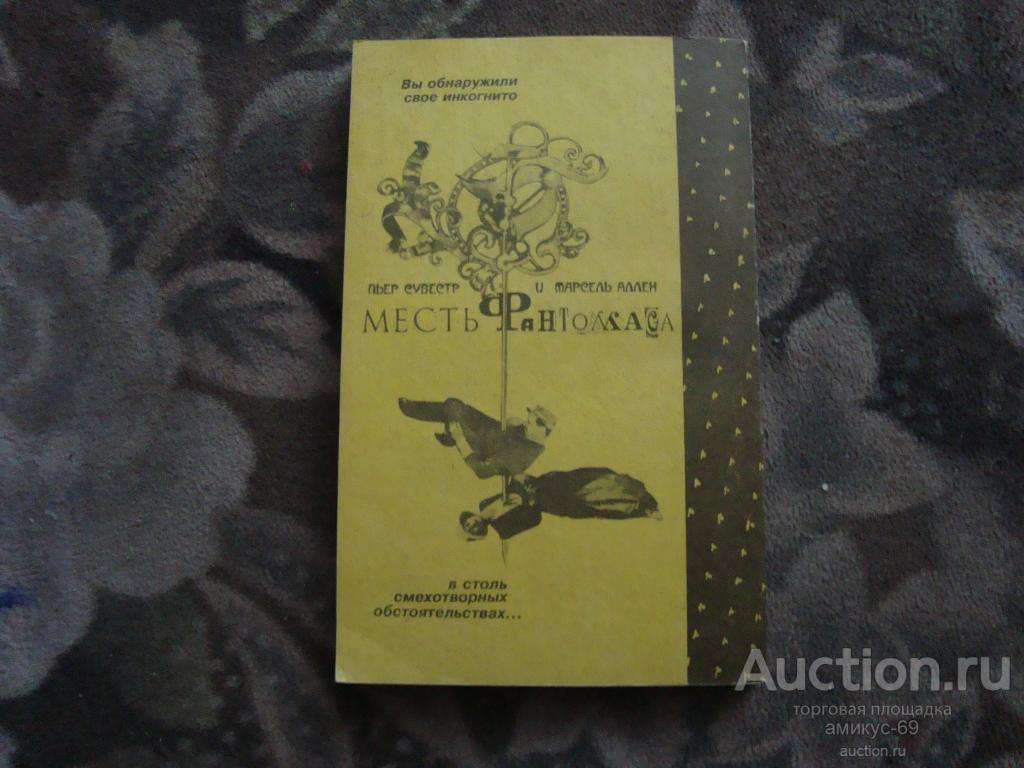 Вы обнаружили
свое инкогнито
ПЬЕР СУВЕСТР И МАРСЕЛЬ АЛЛЕН
МЕСТЬ ФАНТОМАСА
в столь
смехотворных
обстоятельствах...
Auction.ru
торговая площадка
амикус-69
auction.ru